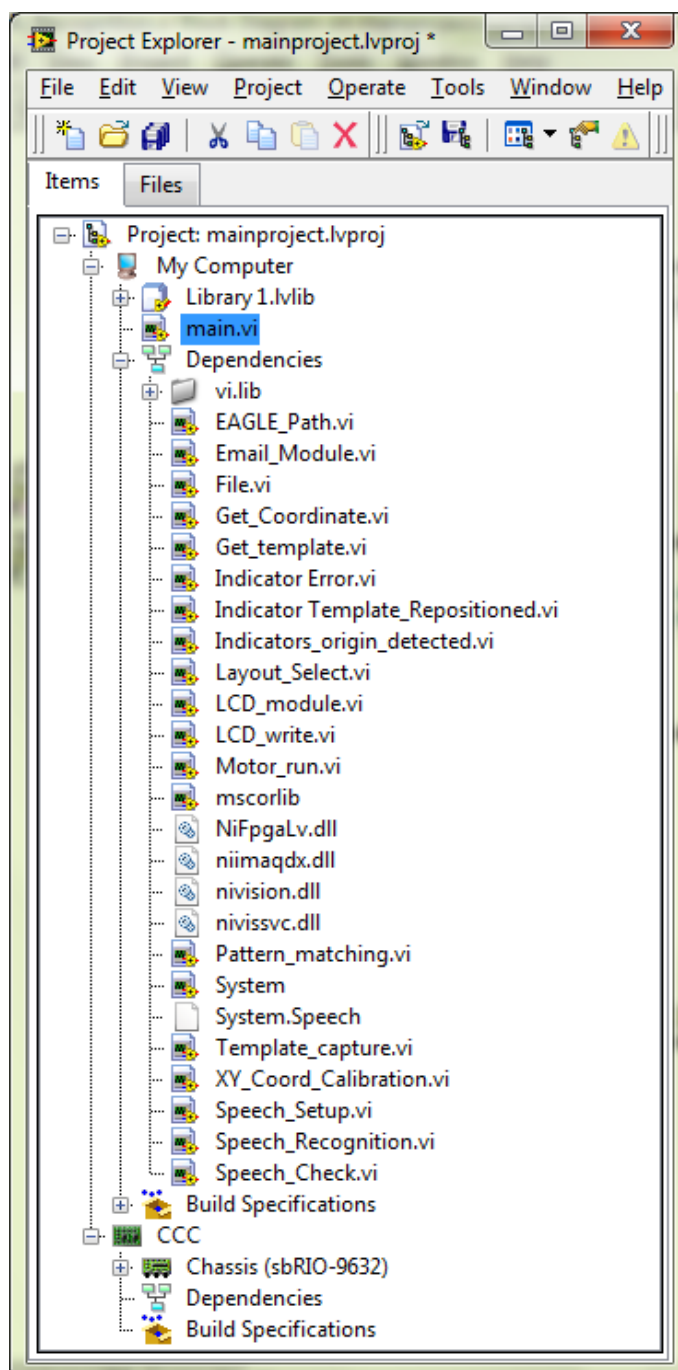 Project Explorer - mainproject.lvproj *
File Edit View Project Operate Tools Window Help
Items Files
Project: mainproject.lvproj
My Computer
Library 1.lvlib
main.vi
Dependencies
vi.lib
EAGLE_Path.vi
Email_Module.vi
File.vi
Get_Coordinate.vi
Get_template.vi
Indicator Error.vi
Indicator Template_Repositioned.vi
Indicators_origin_detected.vi
Layout_Select.vi
LCD_module.vi
LCD_write.vi
Motor_run.vi
mscorlib
NiFpgaLv.dll
niimaqdx.dll
nivision.dll
nivissvc.dll
Pattern_matching.vi
System
System.Speech
Template_capture.vi
XY_Coord_Calibration.vi
Speech_Setup.vi
Speech_Recognition.vi
Speech_Check.vi
Build Specifications
CCC
Chassis (sbRIO-9632)
Dependencies
Build Specifications